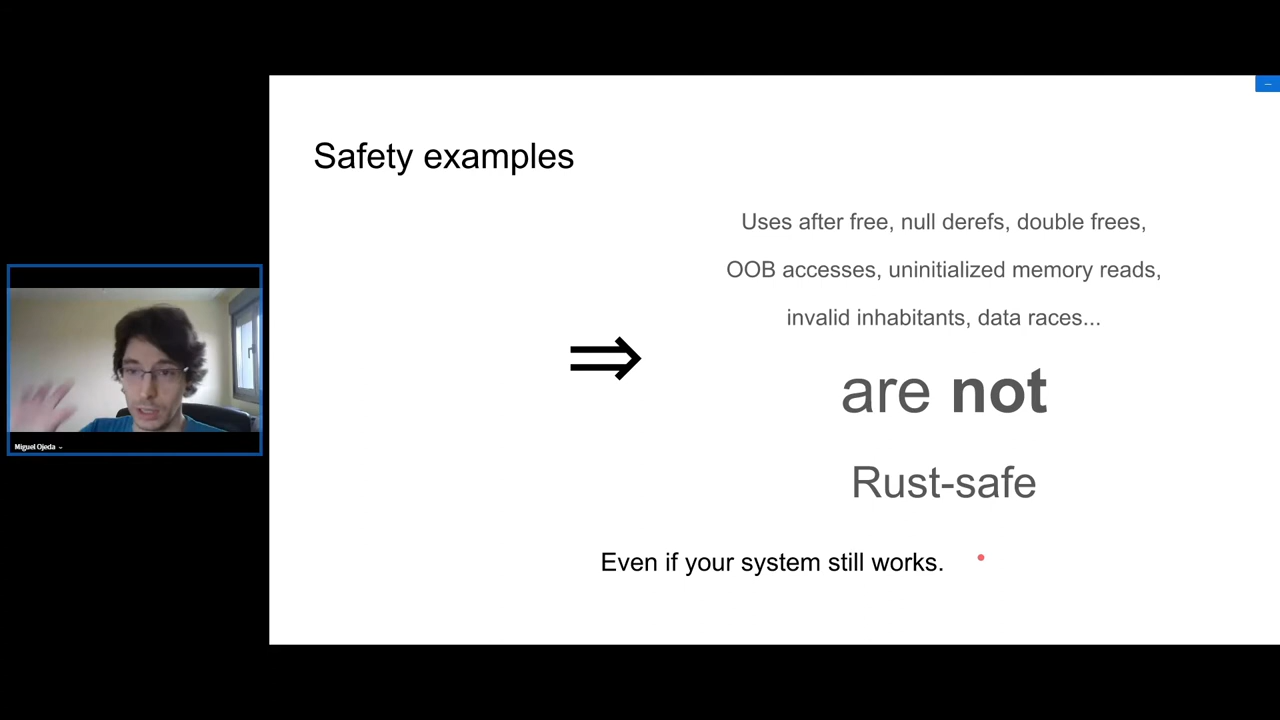 Safety examples
Uses after free, null derefs, double frees,
OOB accesses, uninitialized memory reads,
invalid inhabitants, data races...
⇒
are not
Rust-safe
Miguel Ojeda
Even if your system still works.